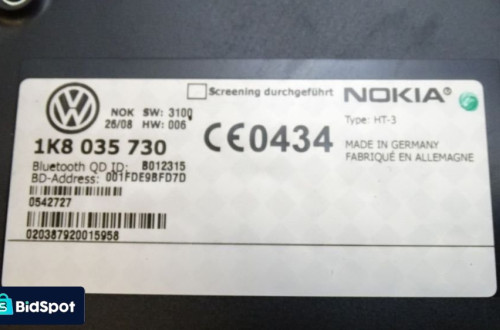 Screening durchgeführt NOKIA
NOK SW: 3100
26/08 HW: 006
CE0434
Type: HT-3
1K8 035 730
MADE IN GERMANY
FABRIQUÉ EN ALLEMAGNE
Bluetooth QD ID: B012315
BD-Address: 001FDE98FD7D
0542727
020387920015958
BidSpot